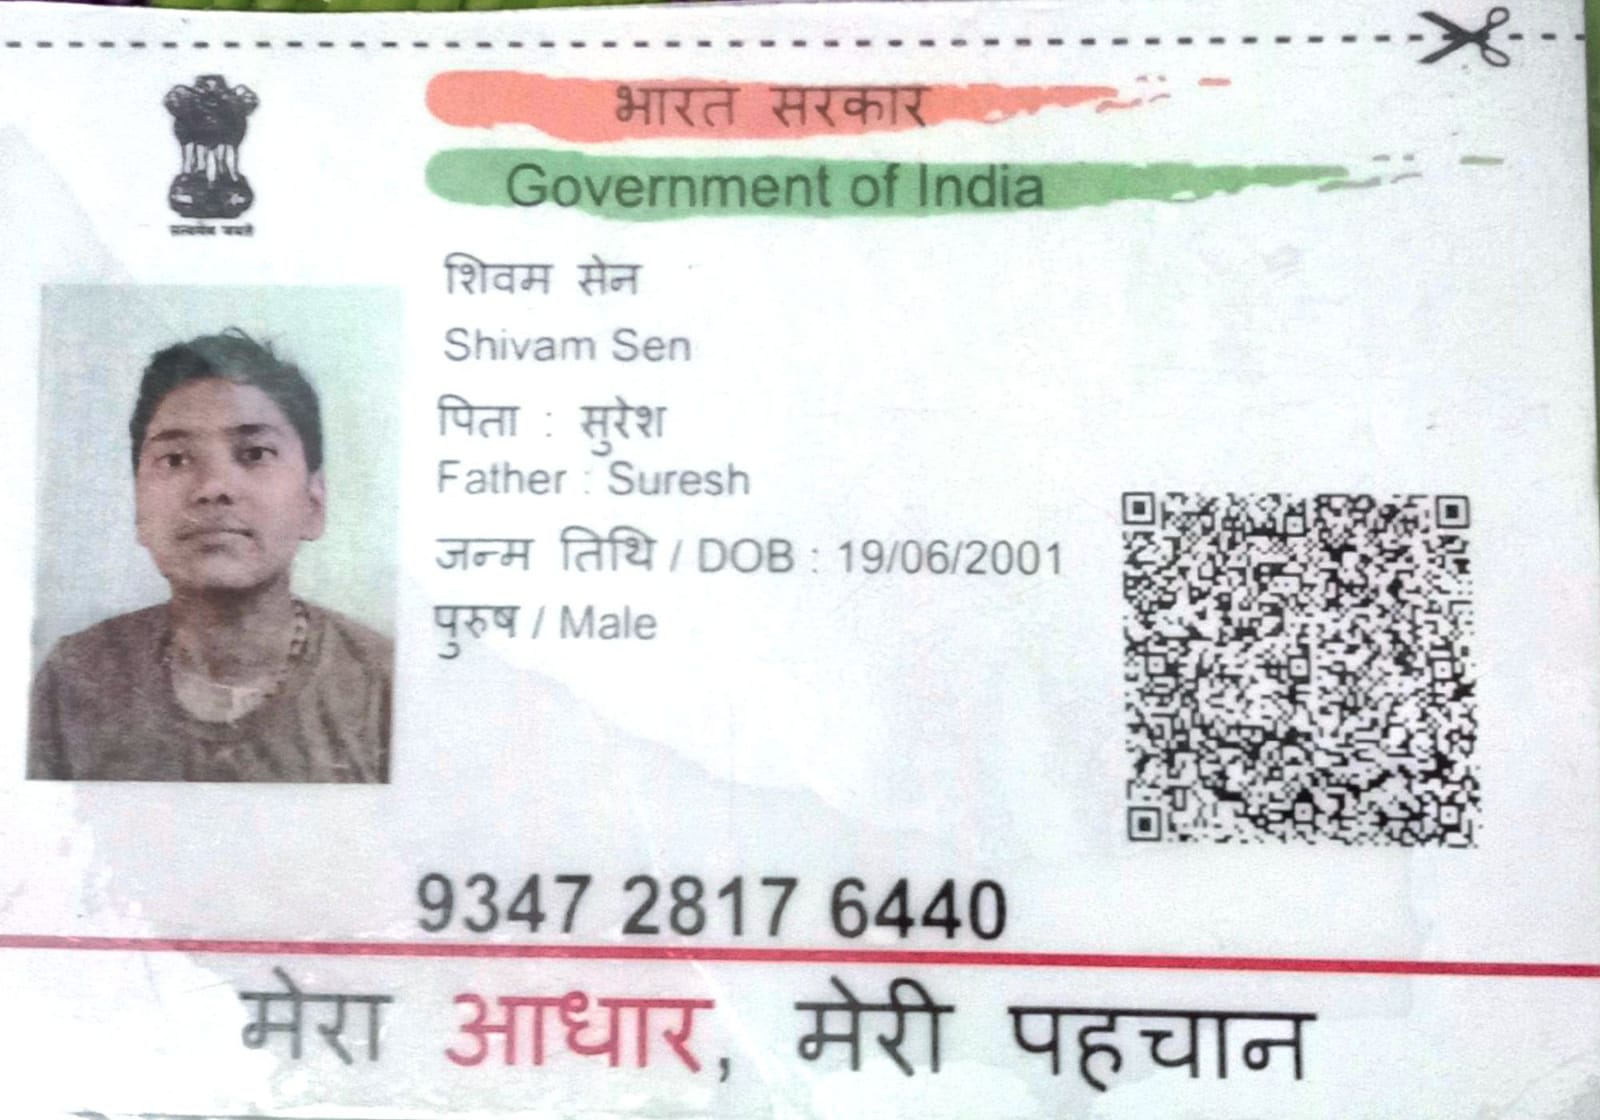 भारत सरकार
Government of India
सत्यमेव जयते
शिवम सेन
Shivam Sen
पिता : सुरेश
Father : Suresh
जन्म तिथि / DOB : 19/06/2001
पुरुष / Male
9347 2817 6440
मेरा आधार, मेरी पहचान